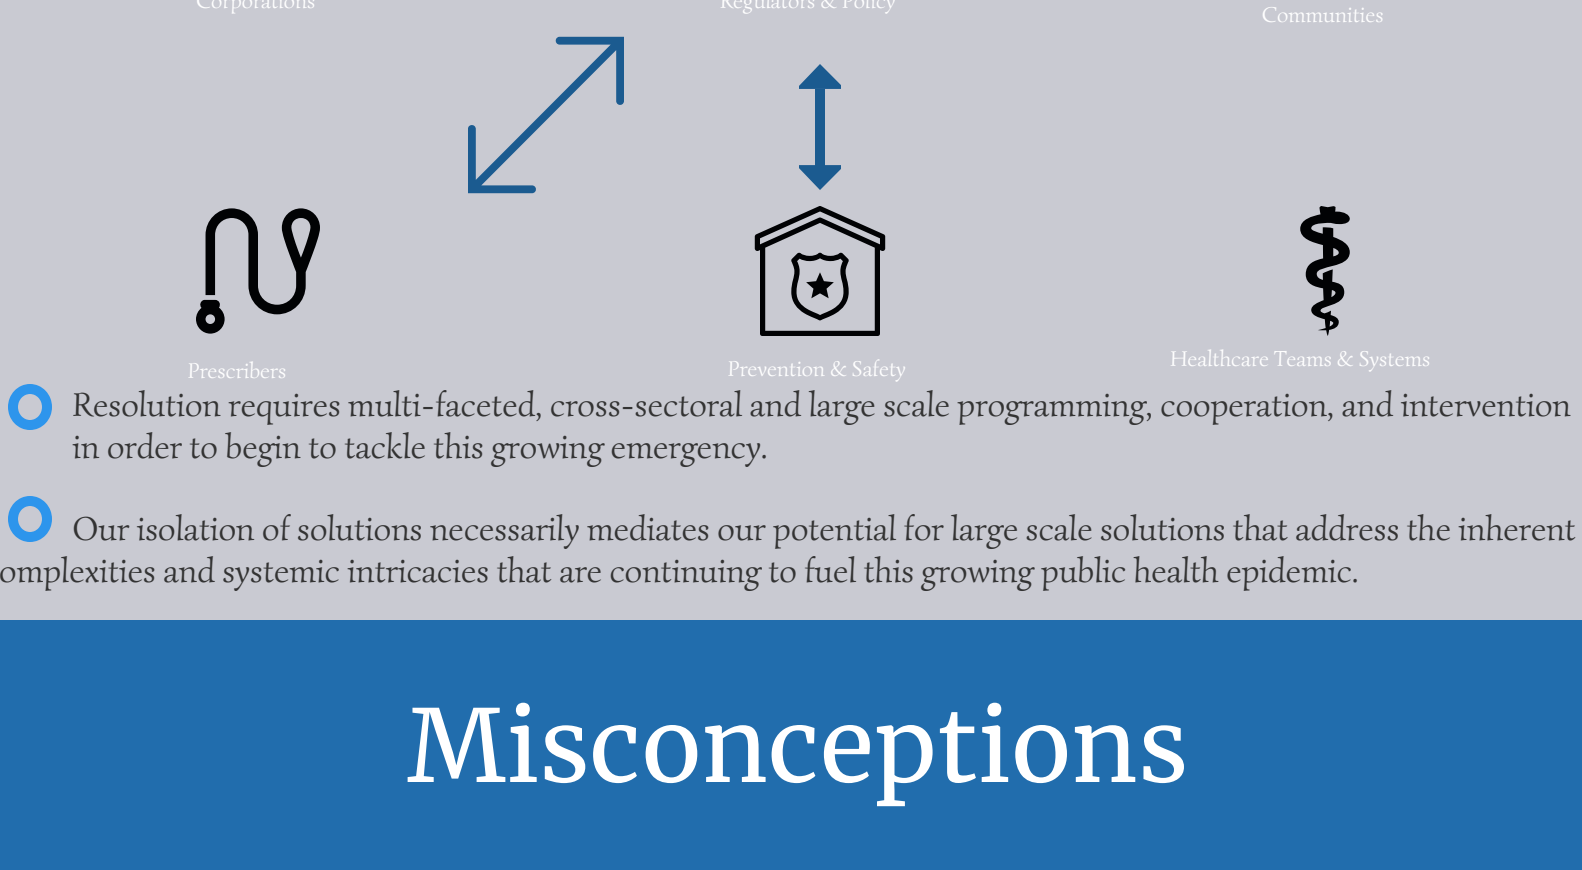 Corporations
Regulators & Policy
Communities
Prescribers
Prevention & Safety
Healthcare Teams & Systems
Resolution requires multi-faceted, cross-sectoral and large scale programming, cooperation, and intervention
in order to begin to tackle this growing emergency.
Our isolation of solutions necessarily mediates our potential for large scale solutions that address the inherent
omplexities and systemic intricacies that are continuing to fuel this growing public health epidemic.
Misconceptions